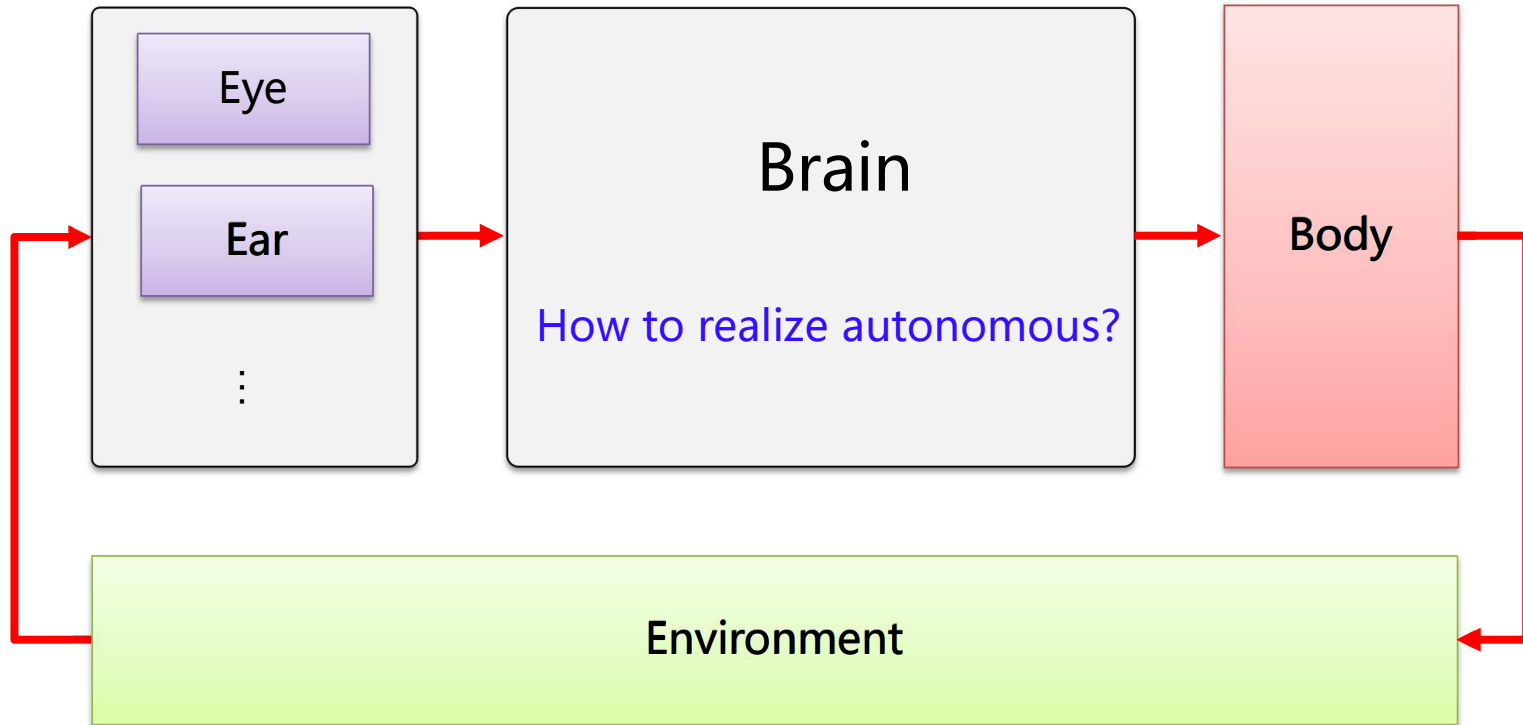 Eye
Ear
⋮
Brain
How to realize autonomous?
Body
Environment